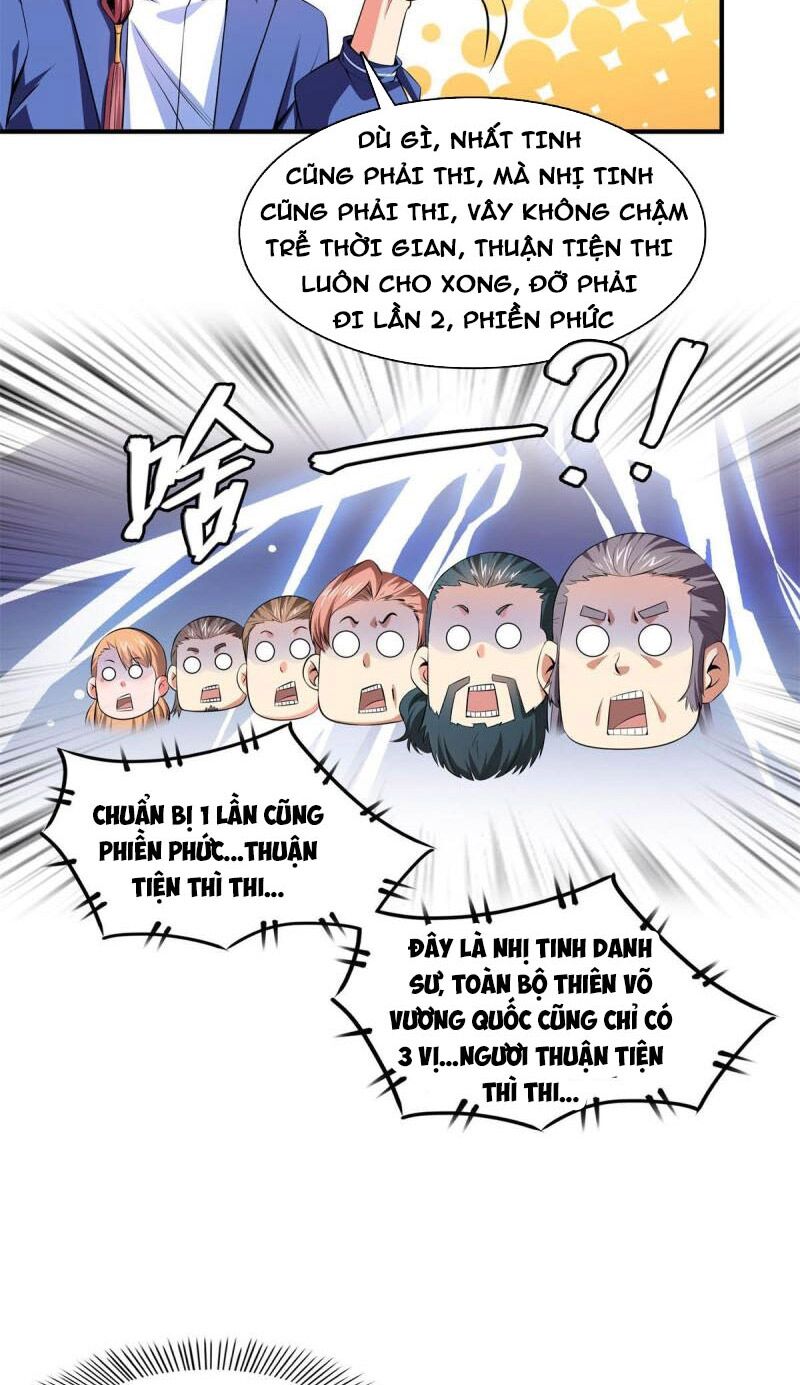 DÙ GÌ, NHẤT TINH
CŨNG PHẢI THI, MÀ NHỊ TINH
CŨNG PHẢI THI, VÂY KHÔNG CHẬM
TRỄ THỜI GIAN, THUẬN TIỆN THI
LUÔN CHO XONG, ĐỠ PHẢI
ĐI LẦN 2, PHIỀN PHỨC
啥一?!
CHUẨN BỊ 1 LẦN CŨNG
PHIỀN PHỨC...THUẬN
TIỆN THÌ THI...
ĐÂY LÀ NHỊ TINH DANH
SƯ, TOÀN BỘ THIÊN VÕ
VƯƠNG QUỐC CŨNG CHỈ CÓ
3 VỊ...NGƯƠI THUẬN TIỆN
THÌ THI...